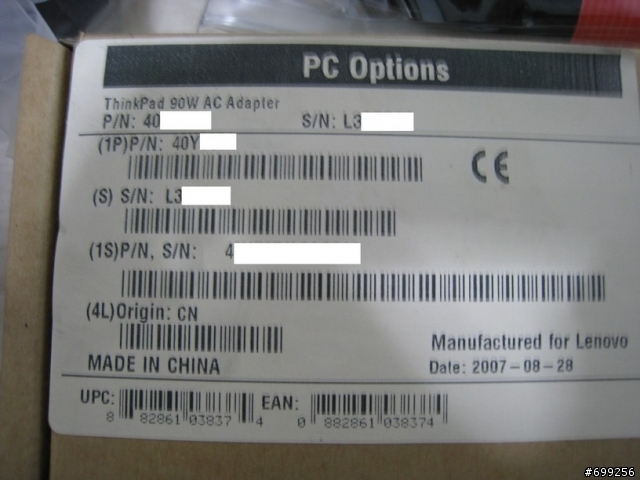 PC Options
ThinkPad 90W AC Adapter
P/N: 40 S/N: L3
(1P)P/N: 40Y
(S) S/N: L3
(1S)P/N, S/N: 4
(4L)Origin: CN
Manufactured for Lenovo
MADE IN CHINA
Date: 2007-08-28
UPC: EAN:
8 82861 03837 4 0 882861 038374
#699256